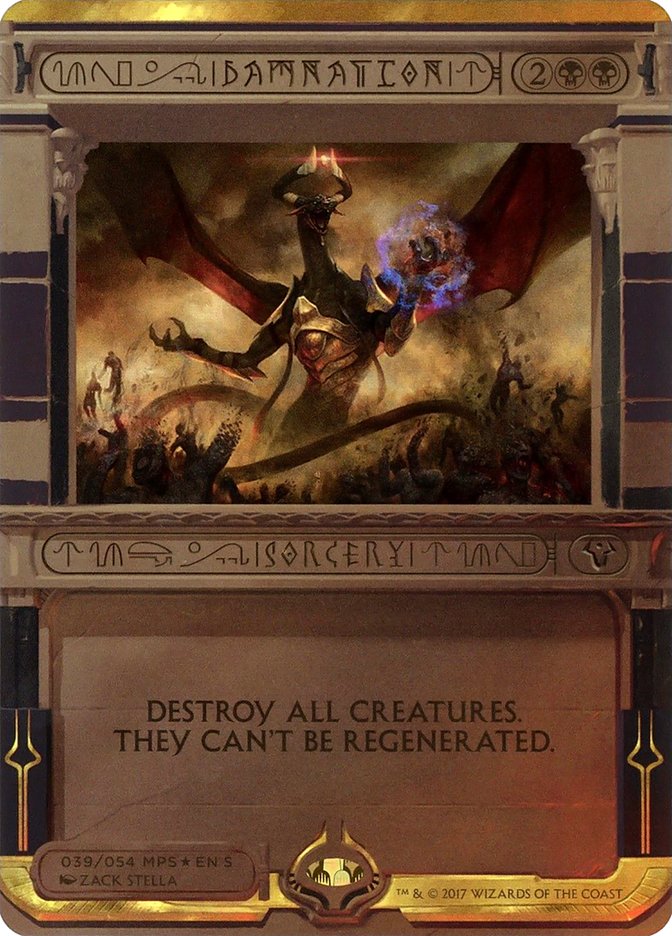 DAMNATION 2
SORCERY
DESTROY ALL CREATURES.
THEY CAN'T BE REGENERATED.
039/054 MPS ★ EN S
ZACK STELLA
™ & © 2017 WIZARDS OF THE COAST